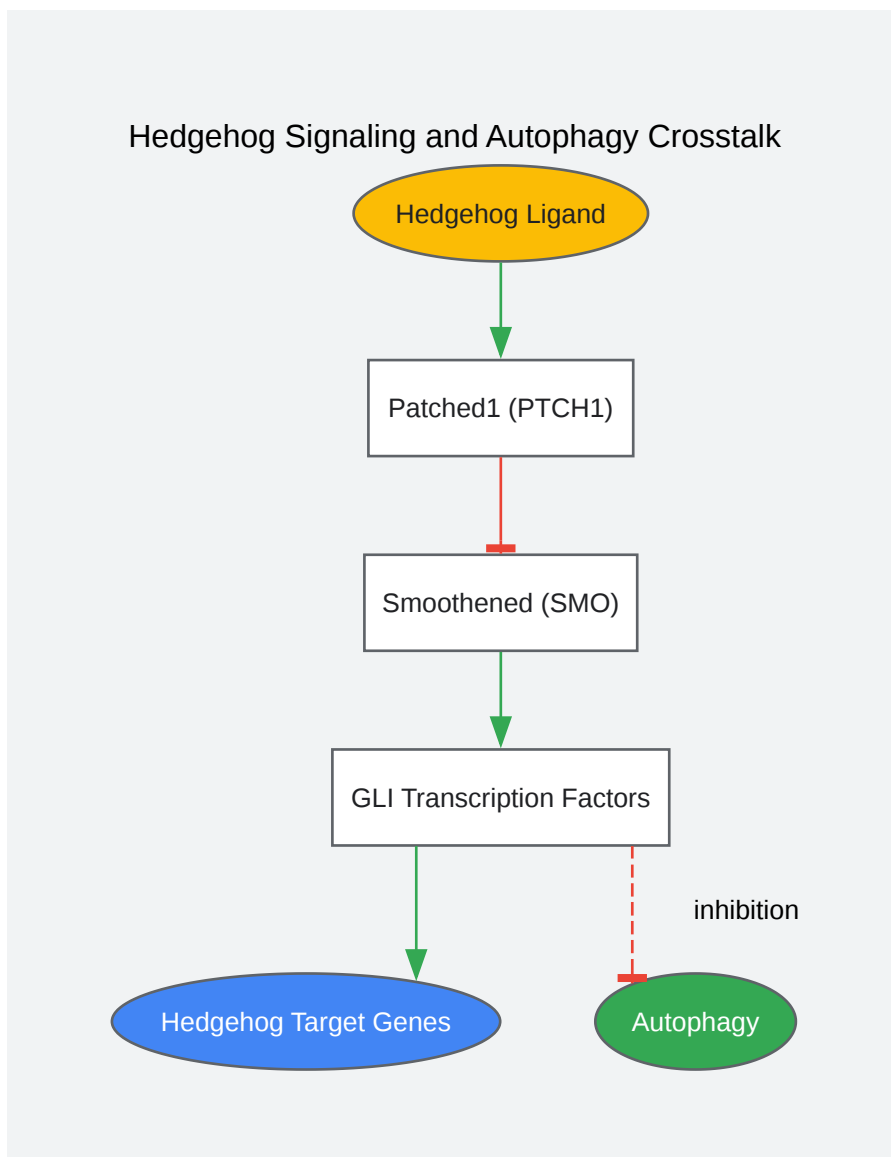 Hedgehog Signaling and Autophagy Crosstalk
Hedgehog Ligand
Patched1 (PTCH1)
Smoothened (SMO)
GLI Transcription Factors
inhibition
Hedgehog Target Genes
Autophagy